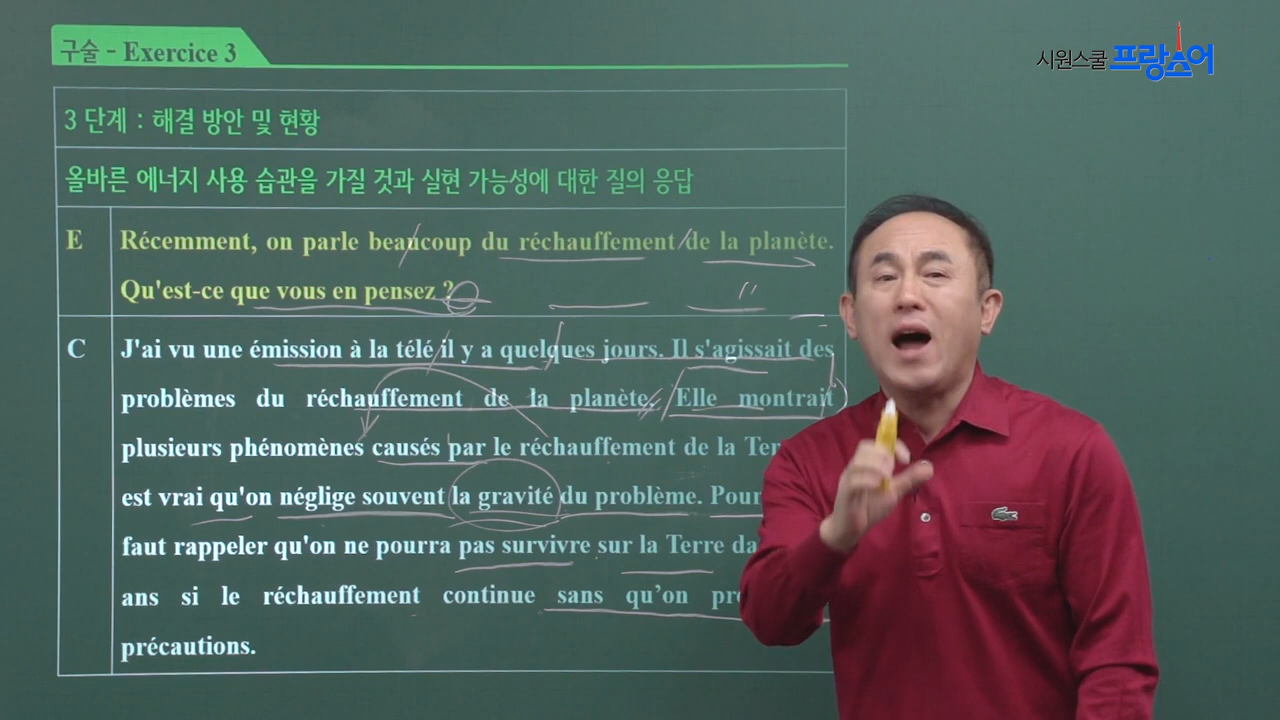 구술 - Exercice 3
시원스쿨 프랑스어
3 단계 : 해결 방안 및 현황
올바른 에너지 사용 습관을 가질 것과 실현 가능성에 대한 질의 응답
E Récemment, on parle beaucoup du réchauffement de la planète.
Qu'est-ce que vous en pensez ?
C J'ai vu une émission à la télé il y a quelques jours. Il s'agissait des
problèmes du réchauffement de la planète. Elle montrait
plusieurs phénomènes causés par le réchauffement de la
est vrai qu'on néglige souvent la gravité du problème.
faut rappeler qu'on ne pourra pas survivre sur la Terre
ans si le réchauffement continue sans qu'on
précautions.